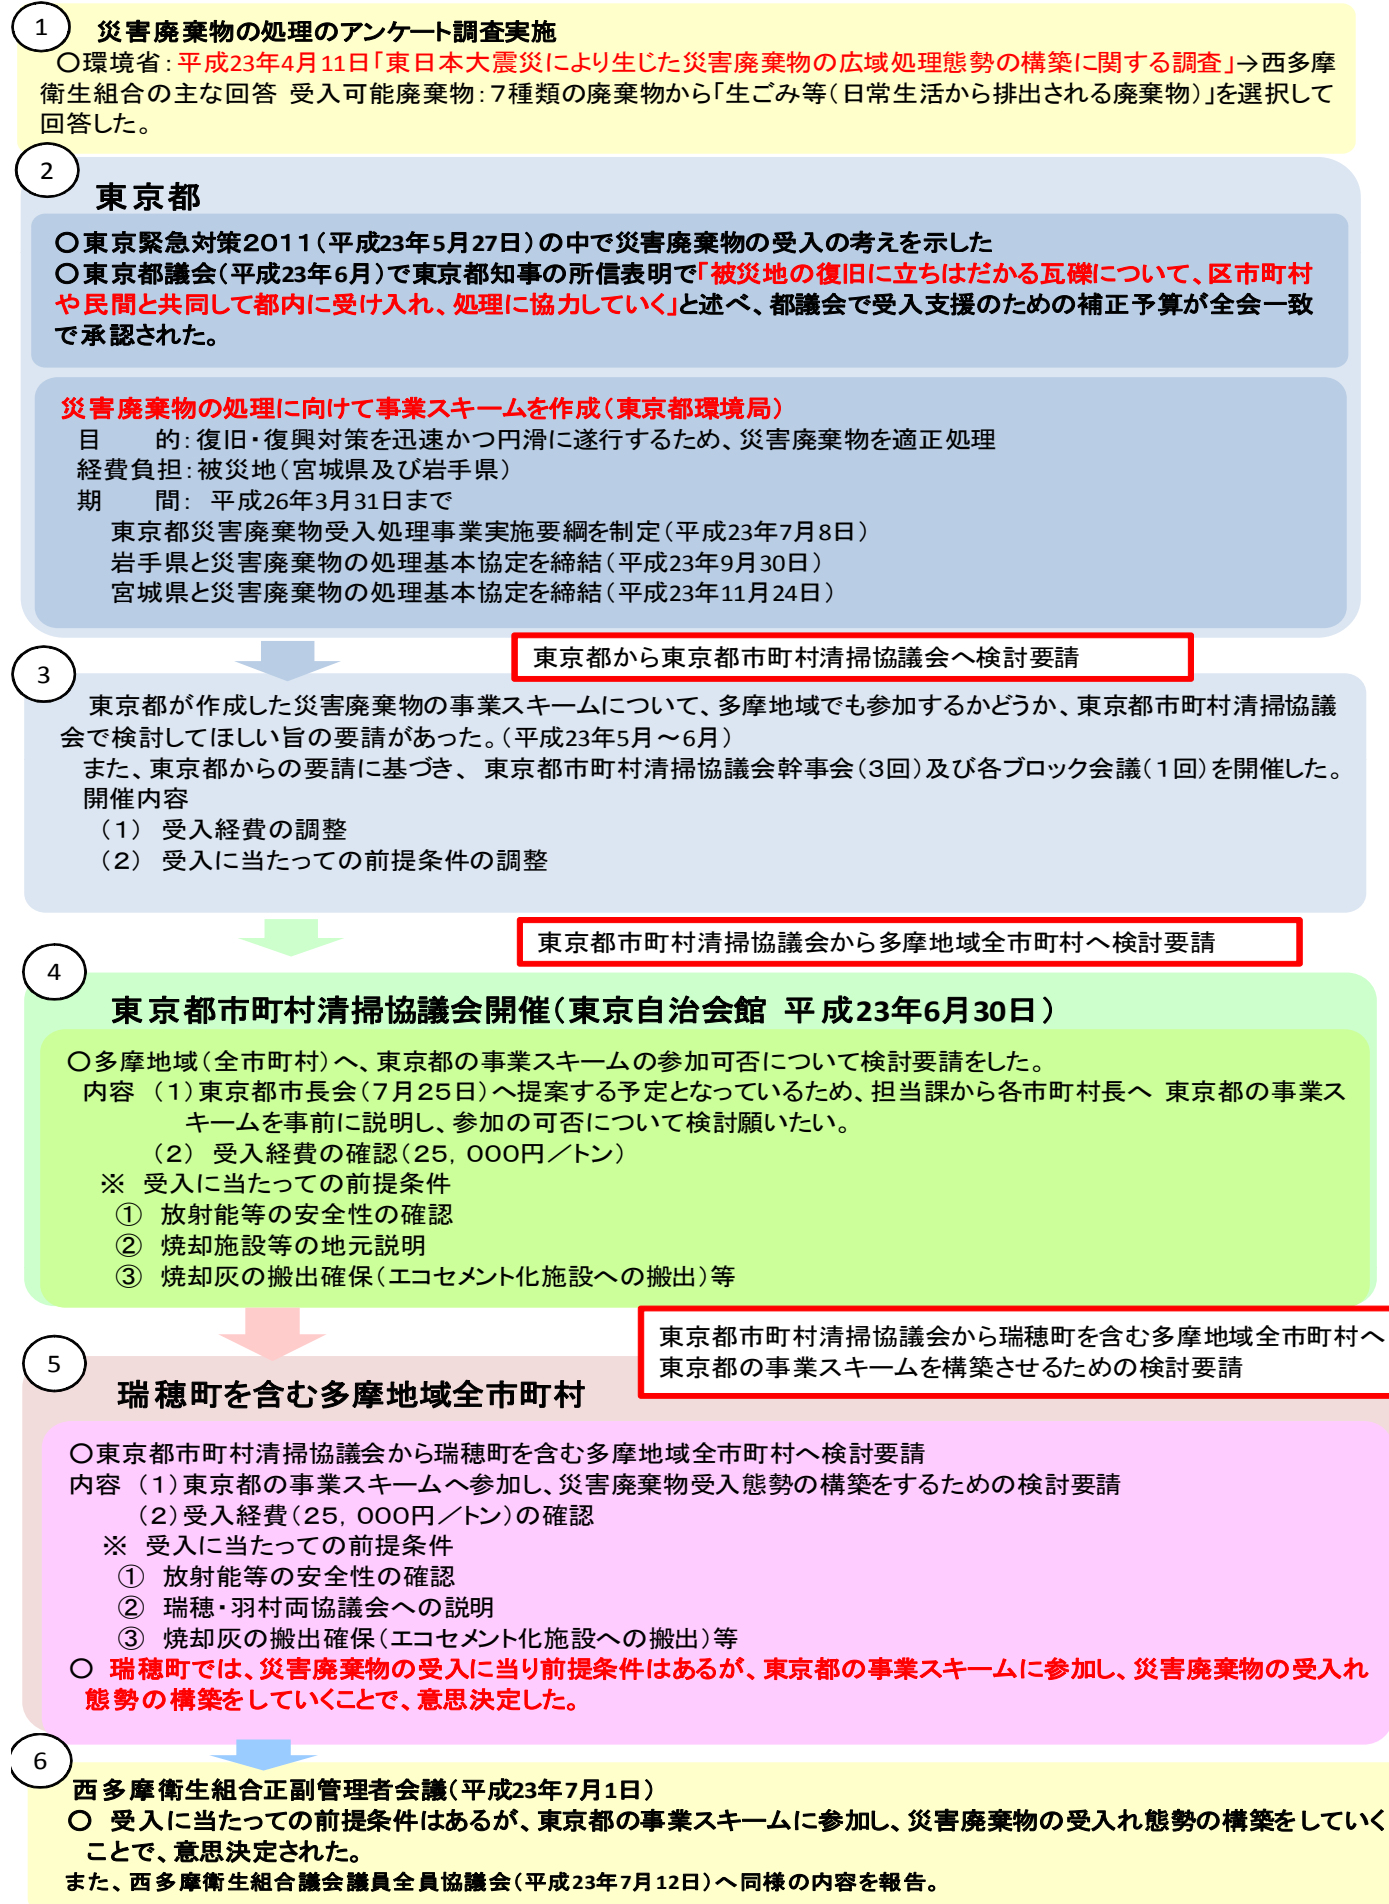 1
災害廃棄物の処理のアンケート調査実施
○環境省：平成23年4月11日「東日本大震災により生じた災害廃棄物の広域処理態勢の構築に関する調査」→西多摩
衛生組合の主な回答 受入可能廃棄物：７種類の廃棄物から「生ごみ等（日常生活から排出される廃棄物）」を選択して
回答した。
2
東京都
○東京緊急対策２０１１（平成23年5月27日）の中で災害廃棄物の受入の考えを示した
○東京都議会（平成23年6月）で東京都知事の所信表明で「被災地の復旧に立ちはだかる瓦礫について、区市町村
や民間と共同して都内に受け入れ、処理に協力していく」と述べ、都議会で受入支援のための補正予算が全会一致
で承認された。
災害廃棄物の処理に向けて事業スキームを作成（東京都環境局）
目　　的：復旧・復興対策を迅速かつ円滑に遂行するため、災害廃棄物を適正処理
経費負担：被災地（宮城県及び岩手県）
期　　間： 平成26年3月31日まで
東京都災害廃棄物受入処理事業実施要綱を制定（平成23年7月8日）
岩手県と災害廃棄物の処理基本協定を締結（平成23年9月30日）
宮城県と災害廃棄物の処理基本協定を締結（平成23年11月24日）
東京都から東京都市町村清掃協議会へ検討要請
3
東京都が作成した災害廃棄物の事業スキームについて、多摩地域でも参加するかどうか、東京都市町村清掃協議
会で検討してほしい旨の要請があった。（平成23年5月～6月）
また、東京都からの要請に基づき、 東京都市町村清掃協議会幹事会（３回）及び各ブロック会議（１回）を開催した。
開催内容
（１） 受入経費の調整
（２） 受入に当たっての前提条件の調整
東京都市町村清掃協議会から多摩地域全市町村へ検討要請
4
東京都市町村清掃協議会開催（東京自治会館 平成23年6月30日）
○多摩地域（全市町村）へ、東京都の事業スキームの参加可否について検討要請をした。
内容 （１）東京都市長会（７月２５日）へ提案する予定となっているため、担当課から各市町村長へ 東京都の事業ス
キームを事前に説明し、参加の可否について検討願いたい。
（２） 受入経費の確認（２５，０００円／トン）
※ 受入に当たっての前提条件
① 放射能等の安全性の確認
② 焼却施設等の地元説明
③ 焼却灰の搬出確保（エコセメント化施設への搬出）等
東京都市町村清掃協議会から瑞穂町を含む多摩地域全市町村へ
東京都の事業スキームを構築させるための検討要請
5
瑞穂町を含む多摩地域全市町村
○東京都市町村清掃協議会から瑞穂町を含む多摩地域全市町村へ検討要請
内容 （１）東京都の事業スキームへ参加し、災害廃棄物受入態勢の構築をするための検討要請
（２）受入経費（２５，０００円／トン）の確認
※ 受入に当たっての前提条件
① 放射能等の安全性の確認
② 瑞穂・羽村両協議会への説明
③ 焼却灰の搬出確保（エコセメント化施設への搬出）等
○ 瑞穂町では、災害廃棄物の受入に当り前提条件はあるが、東京都の事業スキームに参加し、災害廃棄物の受入れ
態勢の構築をしていくことで、意思決定した。
6
西多摩衛生組合正副管理者会議（平成23年7月1日）
○ 受入に当たっての前提条件はあるが、東京都の事業スキームに参加し、災害廃棄物の受入れ態勢の構築をしていく
ことで、意思決定された。
また、西多摩衛生組合議会議員全員協議会（平成23年7月12日）へ同様の内容を報告。